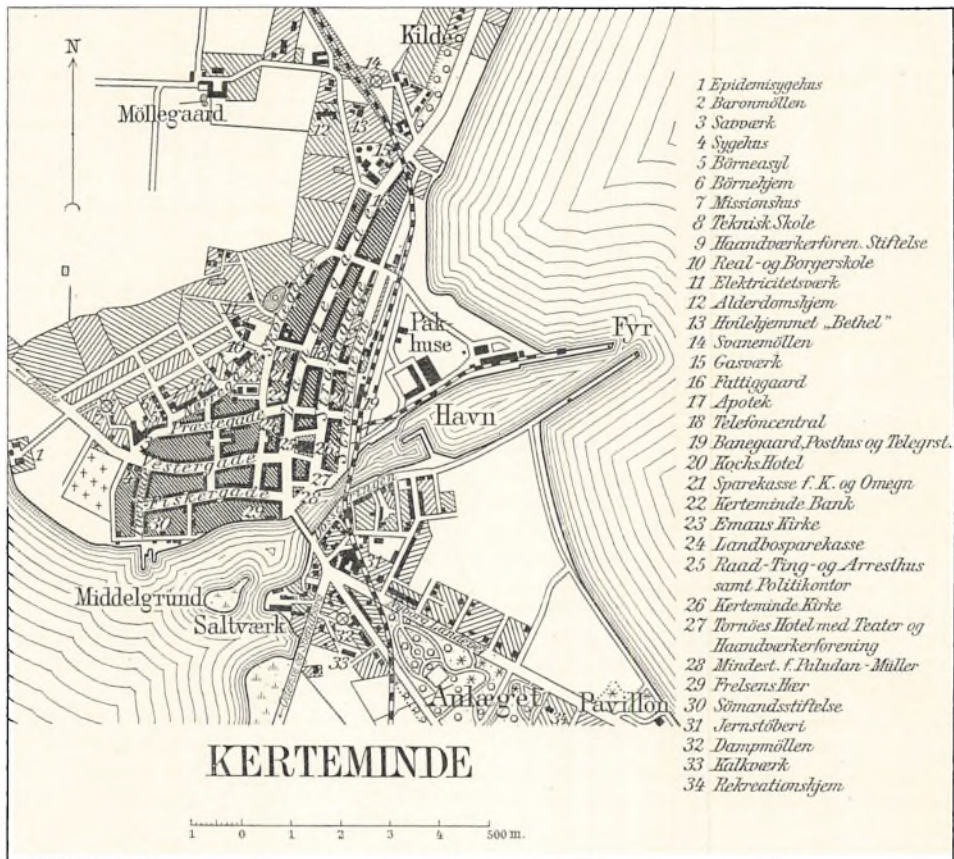 N
Kilde
Möllegaard
Pak-
huse
Fyr
Havn
Præstegade
Vestergade
Fiskergade
Middelgrund
Saltværk
Anlæget
Pavillon
KERTEMINDE
1 0 1 2 3 4 500 m.
1 Epidemisygehus
2 Baronmöllen
3 Savværk
4 Sygehus
5 Börneasyl
6 Börnehjem
7 Missionshus
8 Teknisk Skole
9 Haandværkerforen. Stiftelse
10 Real- og Borgerskole
11 Elektricitetsværk
12 Alderdomshjem
13 Hvilehjemmet „Bethel"
14 Svanemöllen
15 Gasværk
16 Fattiggaard
17 Apotek
18 Telefoncentral
19 Banegaard, Posthus og Telegrst.
20 Kochs Hotel
21 Sparekasse f. K. og Omegn
22 Kerteminde Bank
23 Emaus Kirke
24 Landbosparekasse
25 Raad-Ting- og Arresthus
samt Politikontor
26 Kerteminde Kirke
27 Tornöes Hotel med Teater og
Haandværkerforening
28 Mindest. f. Paludan-Müller
29 Frelsens Hær
30 Sömandsstiftelse
31 Jernstöberi
32 Dampmöllen
33 Kalkværk
34 Rekreationshjem